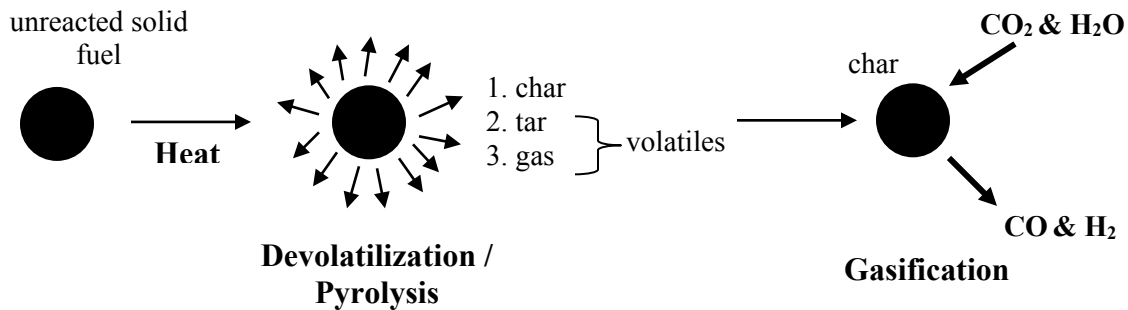 unreacted solid
fuel
Heat
1. char
2. tar
3. gas
volatiles
Devolatilization /
Pyrolysis
char
CO₂ & H₂O
CO & H₂
Gasification